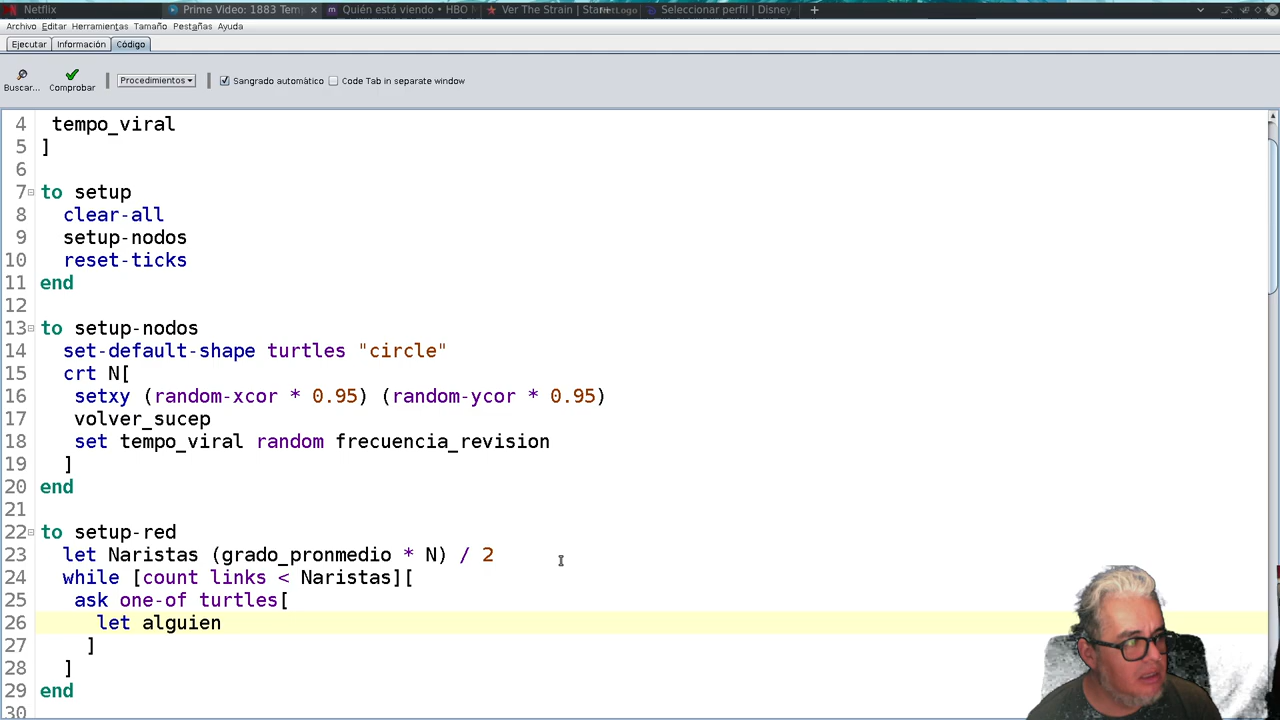 Netflix
Prime Video: 1883 Tem
Quién está viendo • HBO
Ver The Strain | Star+
Seleccionar perfil | Disney
Archivo Editar Herramientas Tamaño Pestañas Ayuda
Ejecutar Información Código
Buscar... Comprobar Procedimientos Sangrado automático Code Tab in separate window
4 tempo_viral
5 ]
6
7 to setup
8 clear-all
9 setup-nodos
10 reset-ticks
11 end
12
13 to setup-nodos
14 set-default-shape turtles "circle"
15 crt N[
16 setxy (random-xcor * 0.95) (random-ycor * 0.95)
17 volver_sucep
18 set tempo_viral random frecuencia_revision
19 ]
20 end
21
22 to setup-red
23 let Naristas (grado_pronmedio * N) / 2
24 while [count links < Naristas][
25 ask one-of turtles[
26 let alguien
27 ]
28 ]
29 end
30